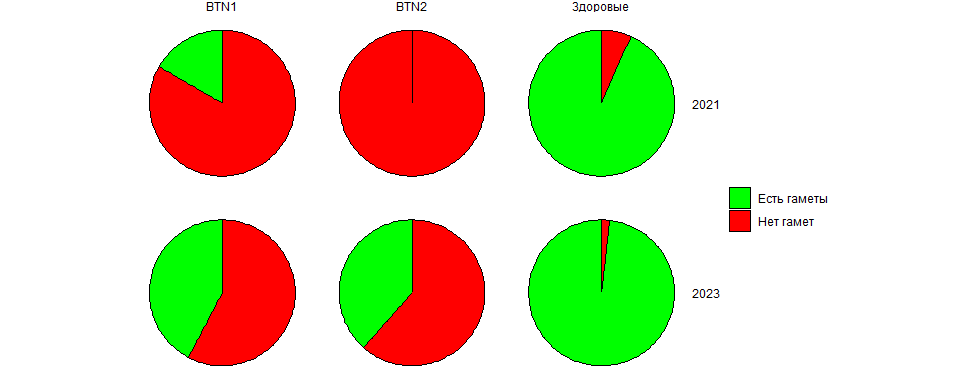 BTN1
BTN2
Здоровые
2021
Есть гаметы
Нет гамет
2023